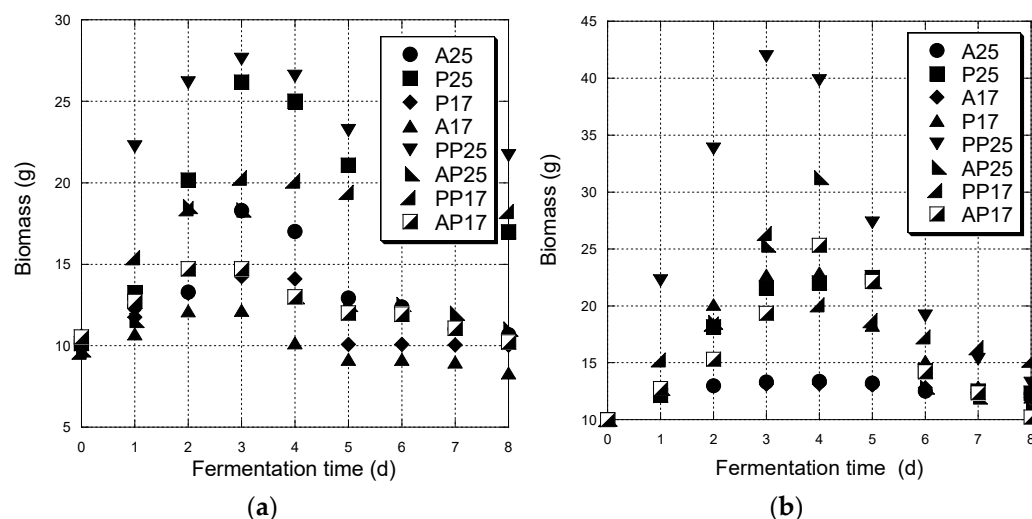 30
25
20
15
10
5
Biomass (g)
A25
P25
P17
A17
PP25
AP25
PP17
AP17
0 1 2 3 4 5 6 7 8
Fermentation time (d)
(a)
45
40
35
30
25
20
15
10
Biomass (g)
A25
P25
A17
P17
PP25
AP25
PP17
AP17
0 1 2 3 4 5 6 7 8
Fermentation time (d)
(b)